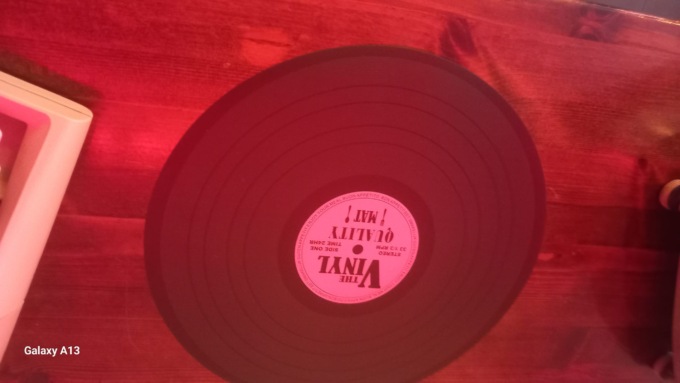 THE
VINYL
STEREO
33 1/3 RPM
SIDE ONE
TIME 24HR
QUALITY
MAT
Galaxy A13